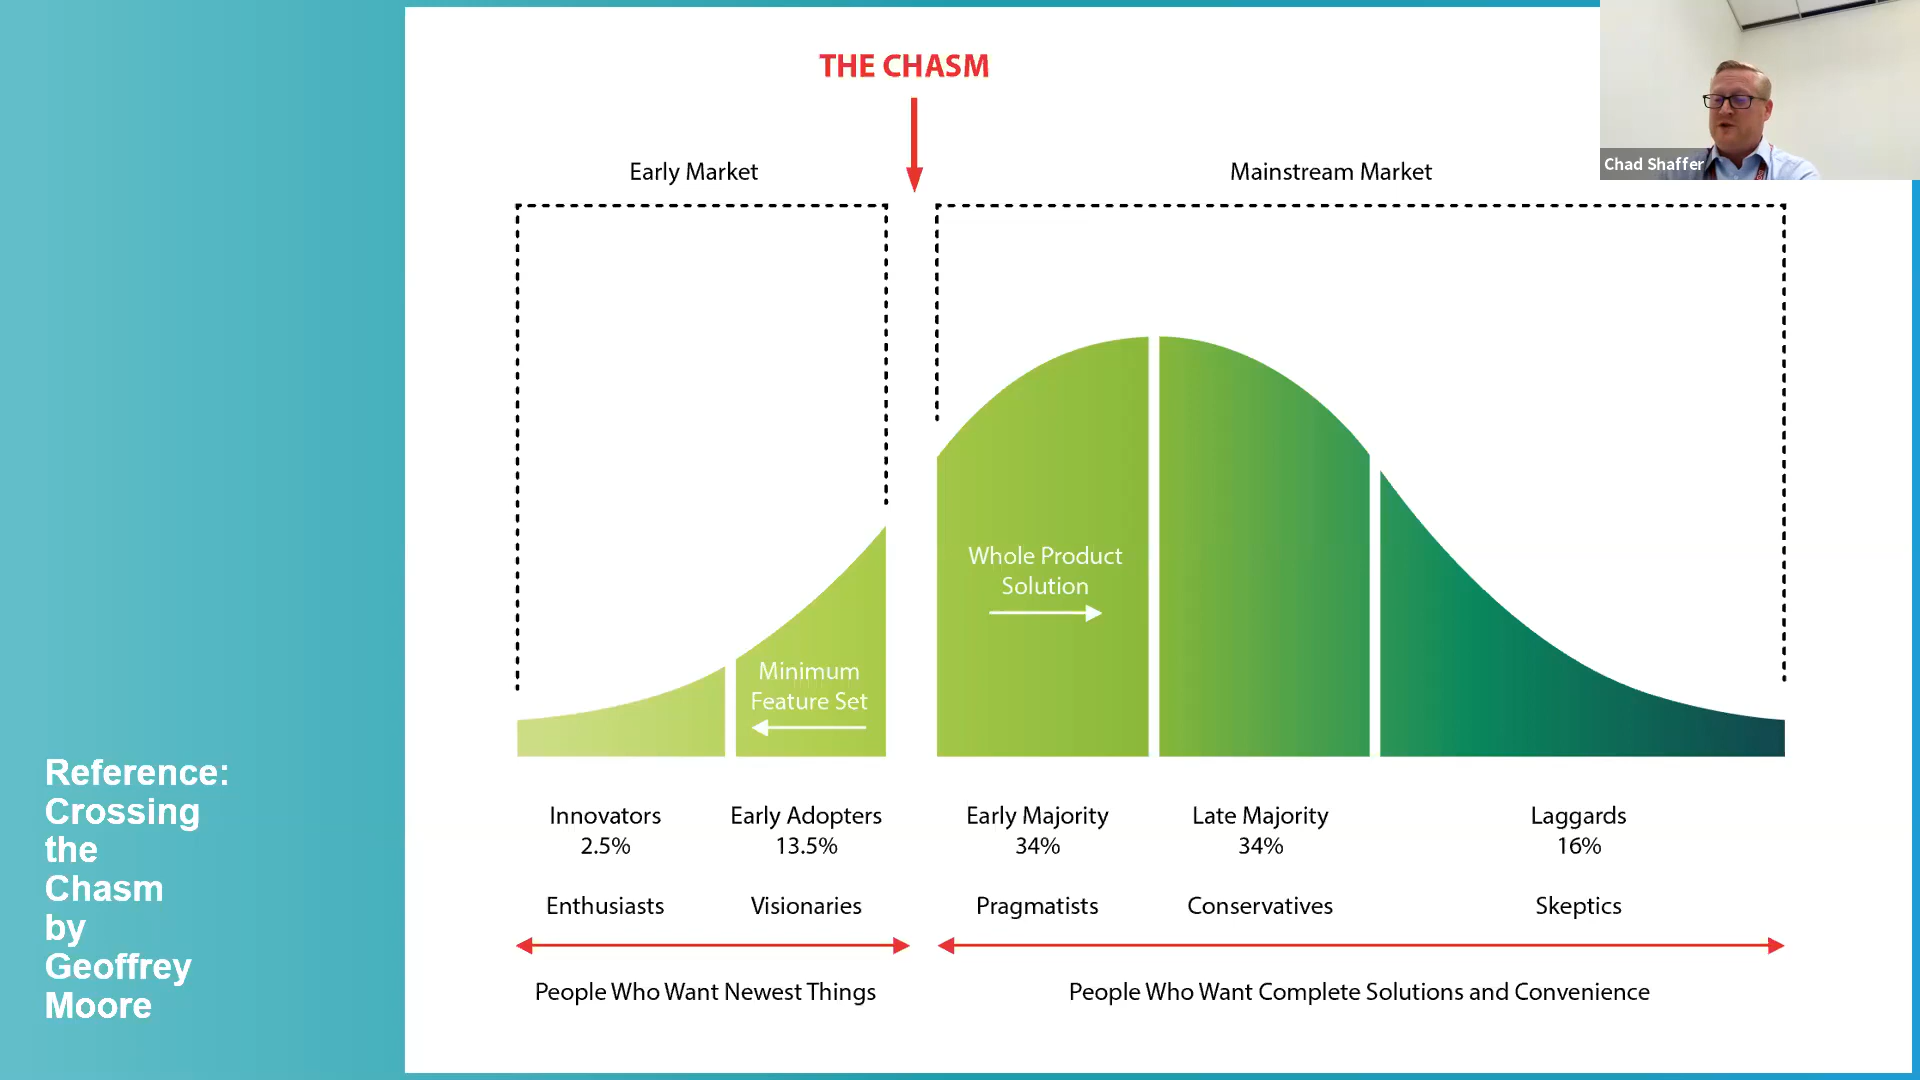 THE CHASM
Early Market
Mainstream Market
Chad Shaffer
Whole Product
Solution
Minimum
Feature Set
Innovators
2.5%
Early Adopters
13.5%
Early Majority
34%
Late Majority
34%
Laggards
16%
Enthusiasts
Visionaries
Pragmatists
Conservatives
Skeptics
People Who Want Newest Things
People Who Want Complete Solutions and Convenience
Reference:
Crossing
the
Chasm
by
Geoffrey
Moore